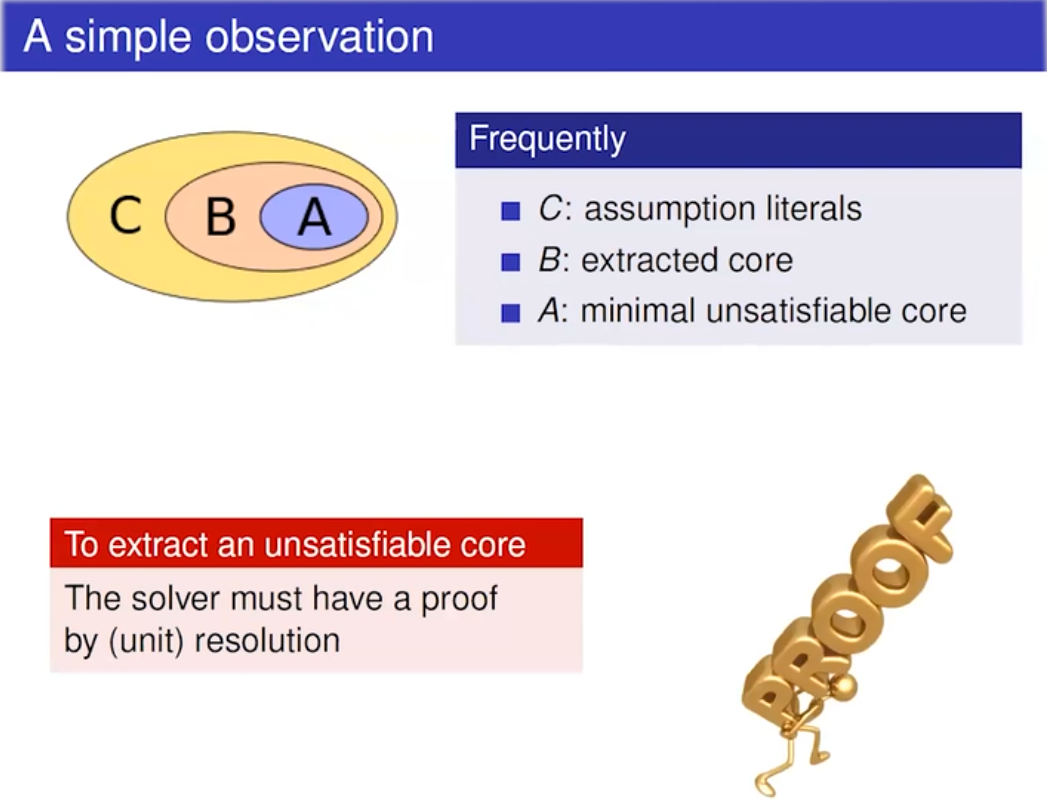 A simple observation
C B A
Frequently
C: assumption literals
B: extracted core
A: minimal unsatisfiable core
To extract an unsatisfiable core
The solver must have a proof
by (unit) resolution
PROOF